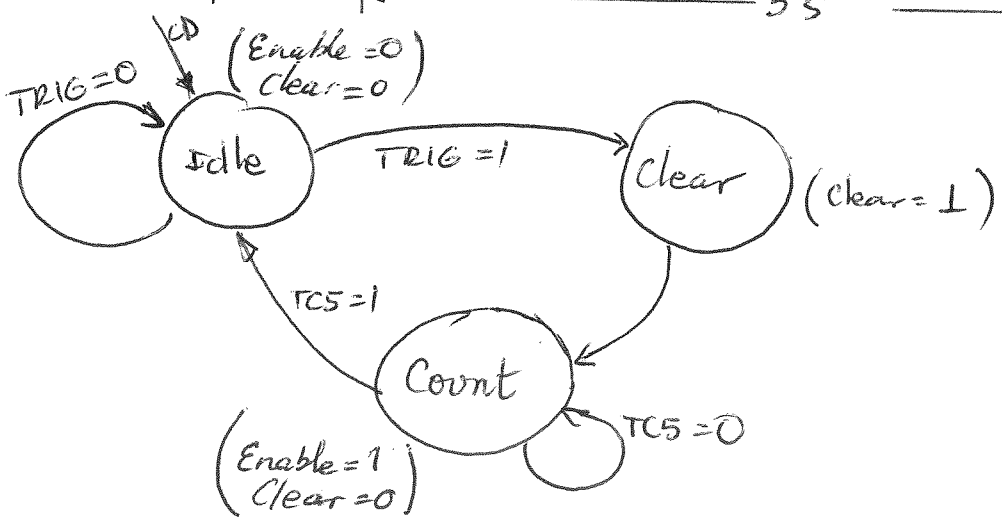 CD
(Enable=0
Clear=0)
TRIG=0
Idle
TRIG=1
Clear
(Clear=1)
TC5=1
Count
TC5=0
(Enable=1
Clear=0)